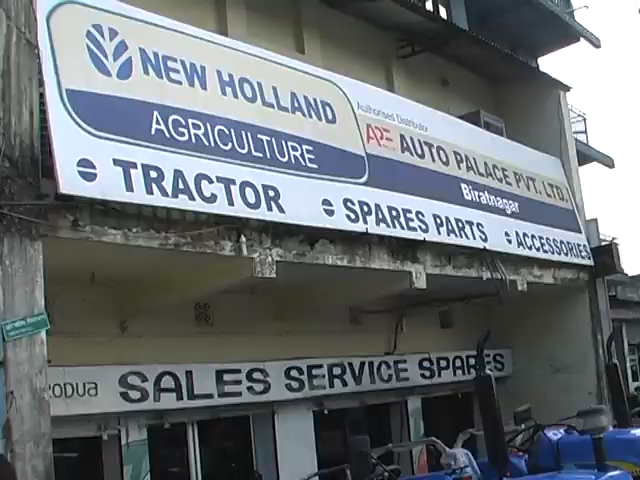 NEW HOLLAND
AGRICULTURE
Authorised Distributor
APE AUTO PALACE PVT. LTD.
Biratnagar
TRACTOR SPARES PARTS ACCESSORIES
SALES SERVICE SPARES